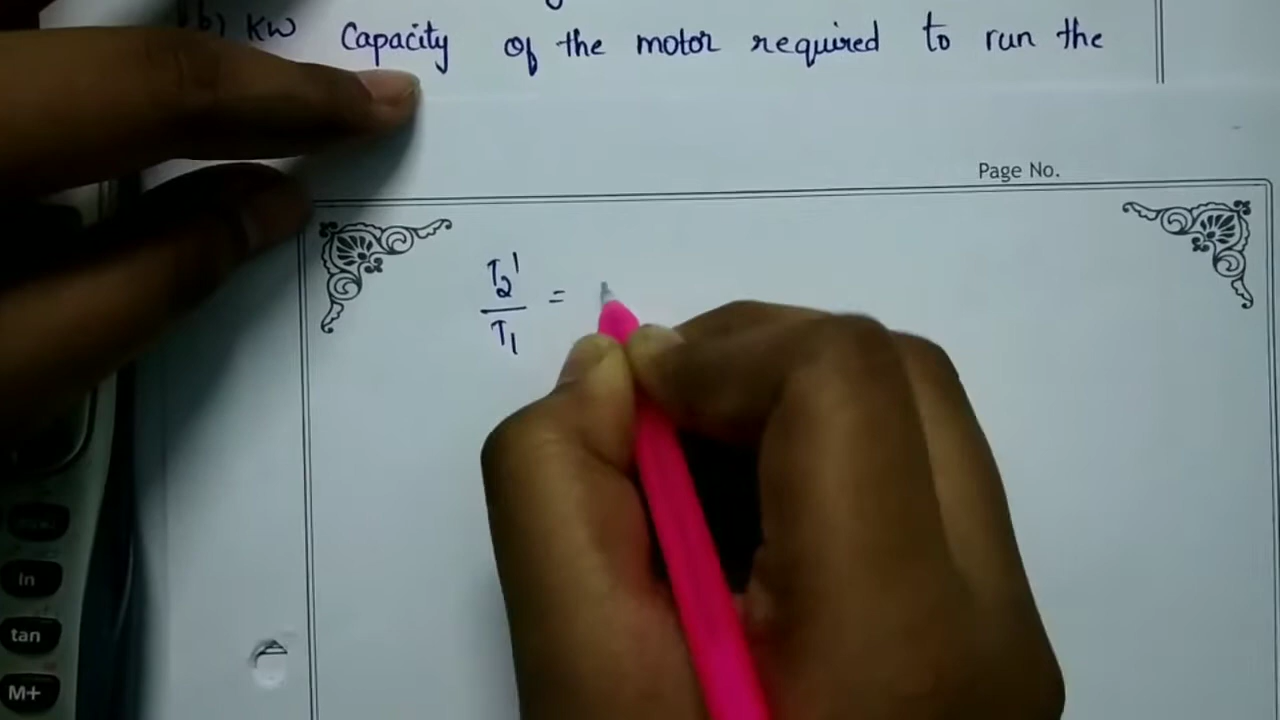 b) KW Capacity of the motor required to run the
Page No.
T2'
=
T1
ln
tan
M+